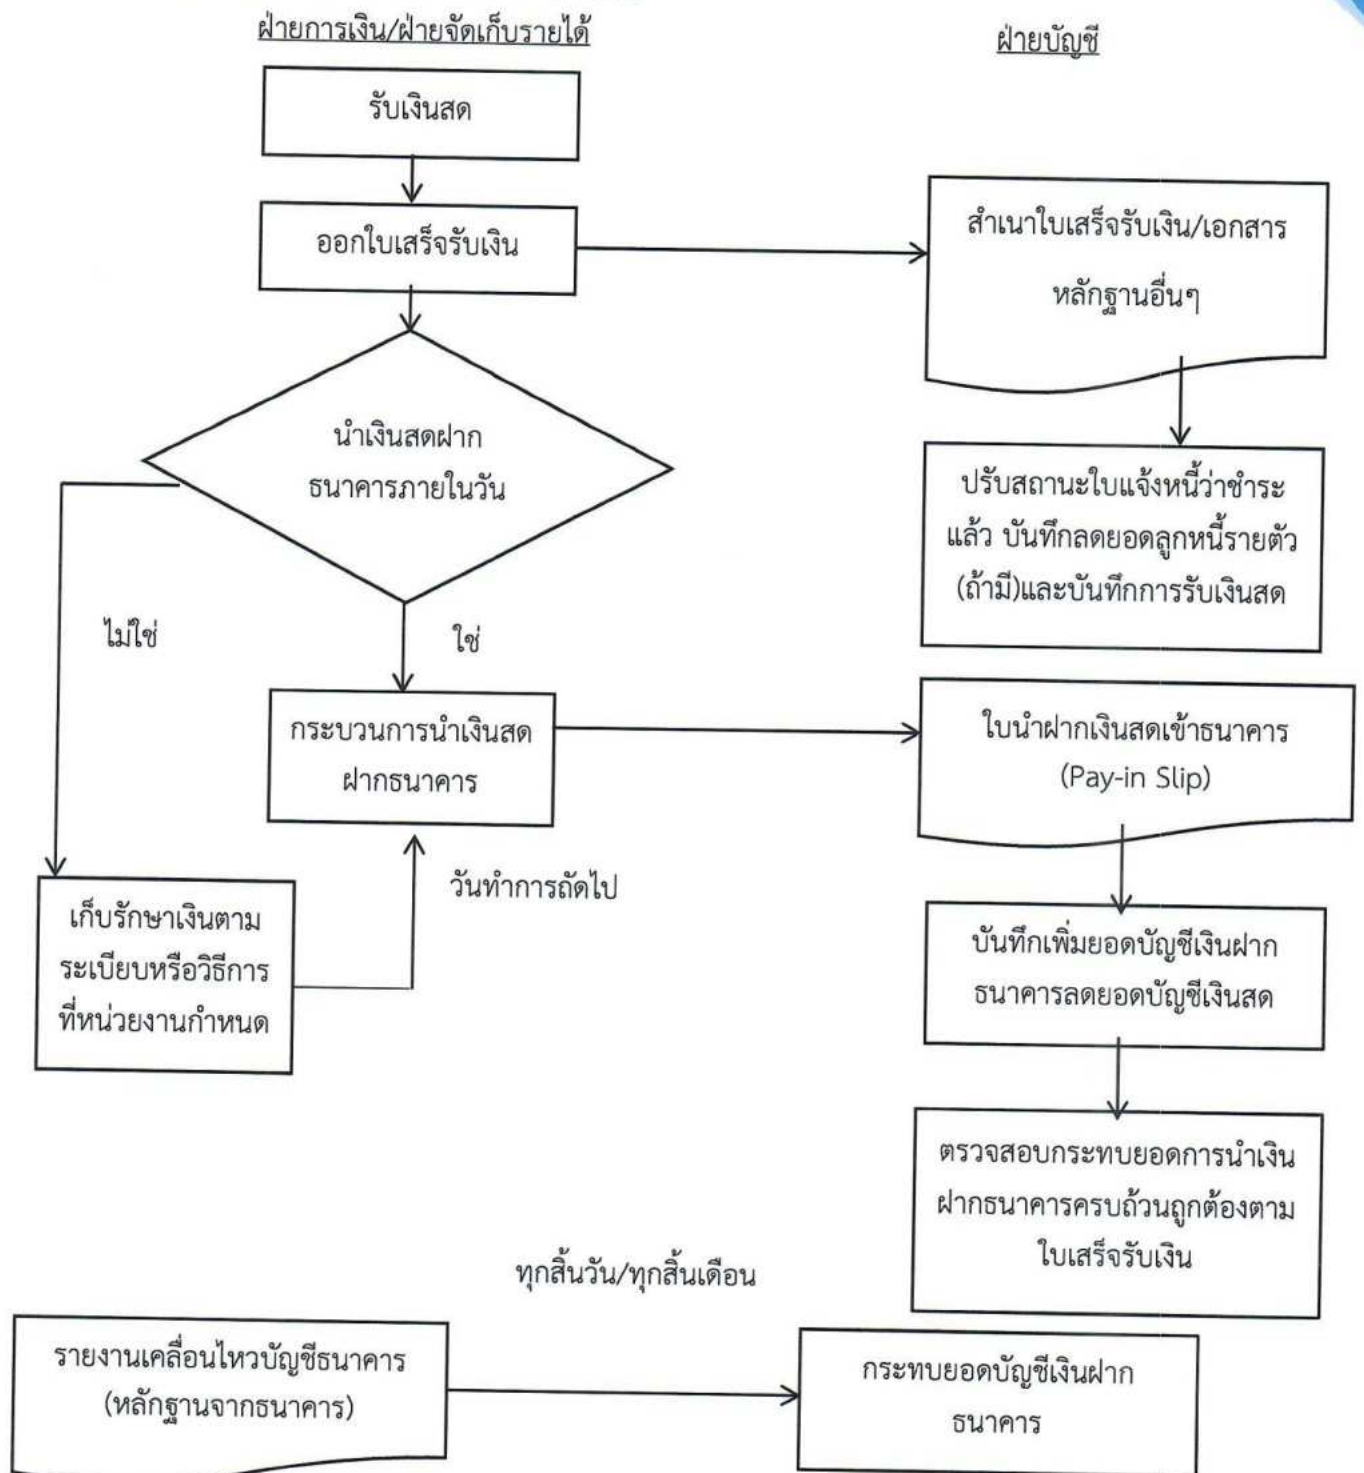 ฝ่ายการเงิน/ฝ่ายจัดเก็บรายได้
ฝ่ายบัญชี
รับเงินสด
ออกใบเสร็จรับเงิน
สำเนาใบเสร็จรับเงิน/เอกสาร
หลักฐานอื่นๆ
นำเงินสดฝาก
ธนาคารภายในวัน
ปรับสถานะใบแจ้งหนี้ว่าชำระ
แล้ว บันทึกลดยอดลูกหนี้รายตัว
(ถ้ามี)และบันทึกการรับเงินสด
ไม่ใช่
ใช่
กระบวนการนำเงินสด
ฝากธนาคาร
ใบนำฝากเงินสดเข้าธนาคาร
(Pay-in Slip)
วันทำการถัดไป
เก็บรักษาเงินตาม
ระเบียบหรือวิธีการ
ที่หน่วยงานกำหนด
บันทึกเพิ่มยอดบัญชีเงินฝาก
ธนาคารลดยอดบัญชีเงินสด
ตรวจสอบกระทบยอดการนำเงิน
ฝากธนาคารครบถ้วนถูกต้องตาม
ใบเสร็จรับเงิน
ทุกสิ้นวัน/ทุกสิ้นเดือน
รายงานเคลื่อนไหวบัญชีธนาคาร
(หลักฐานจากธนาคาร)
กระทบยอดบัญชีเงินฝาก
ธนาคาร